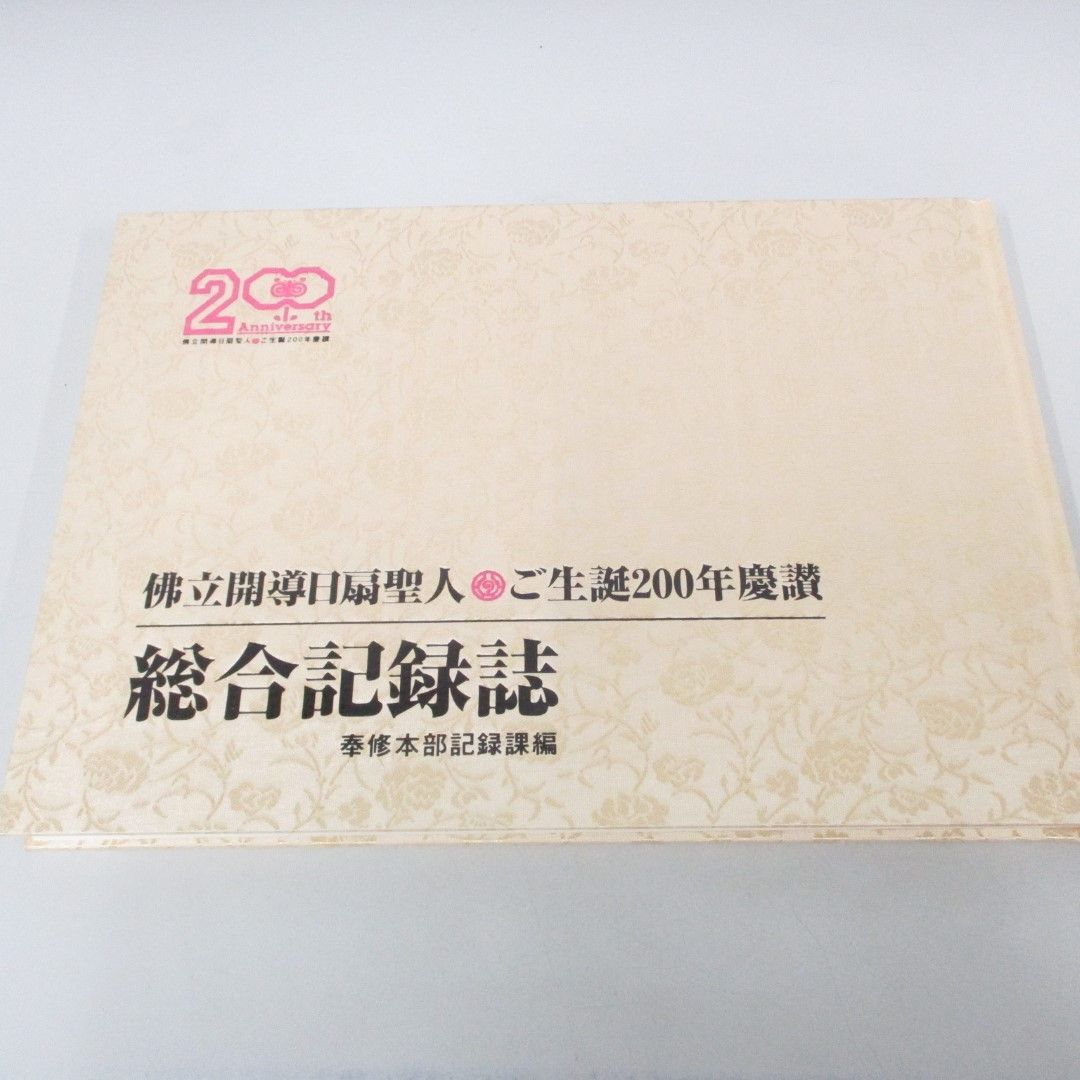 200th
Anniversary
佛立開導日扇聖人ご生誕200年慶讃
佛立開導日扇聖人 ご生誕200年慶讃
総合記録誌
奉修本部記録課編